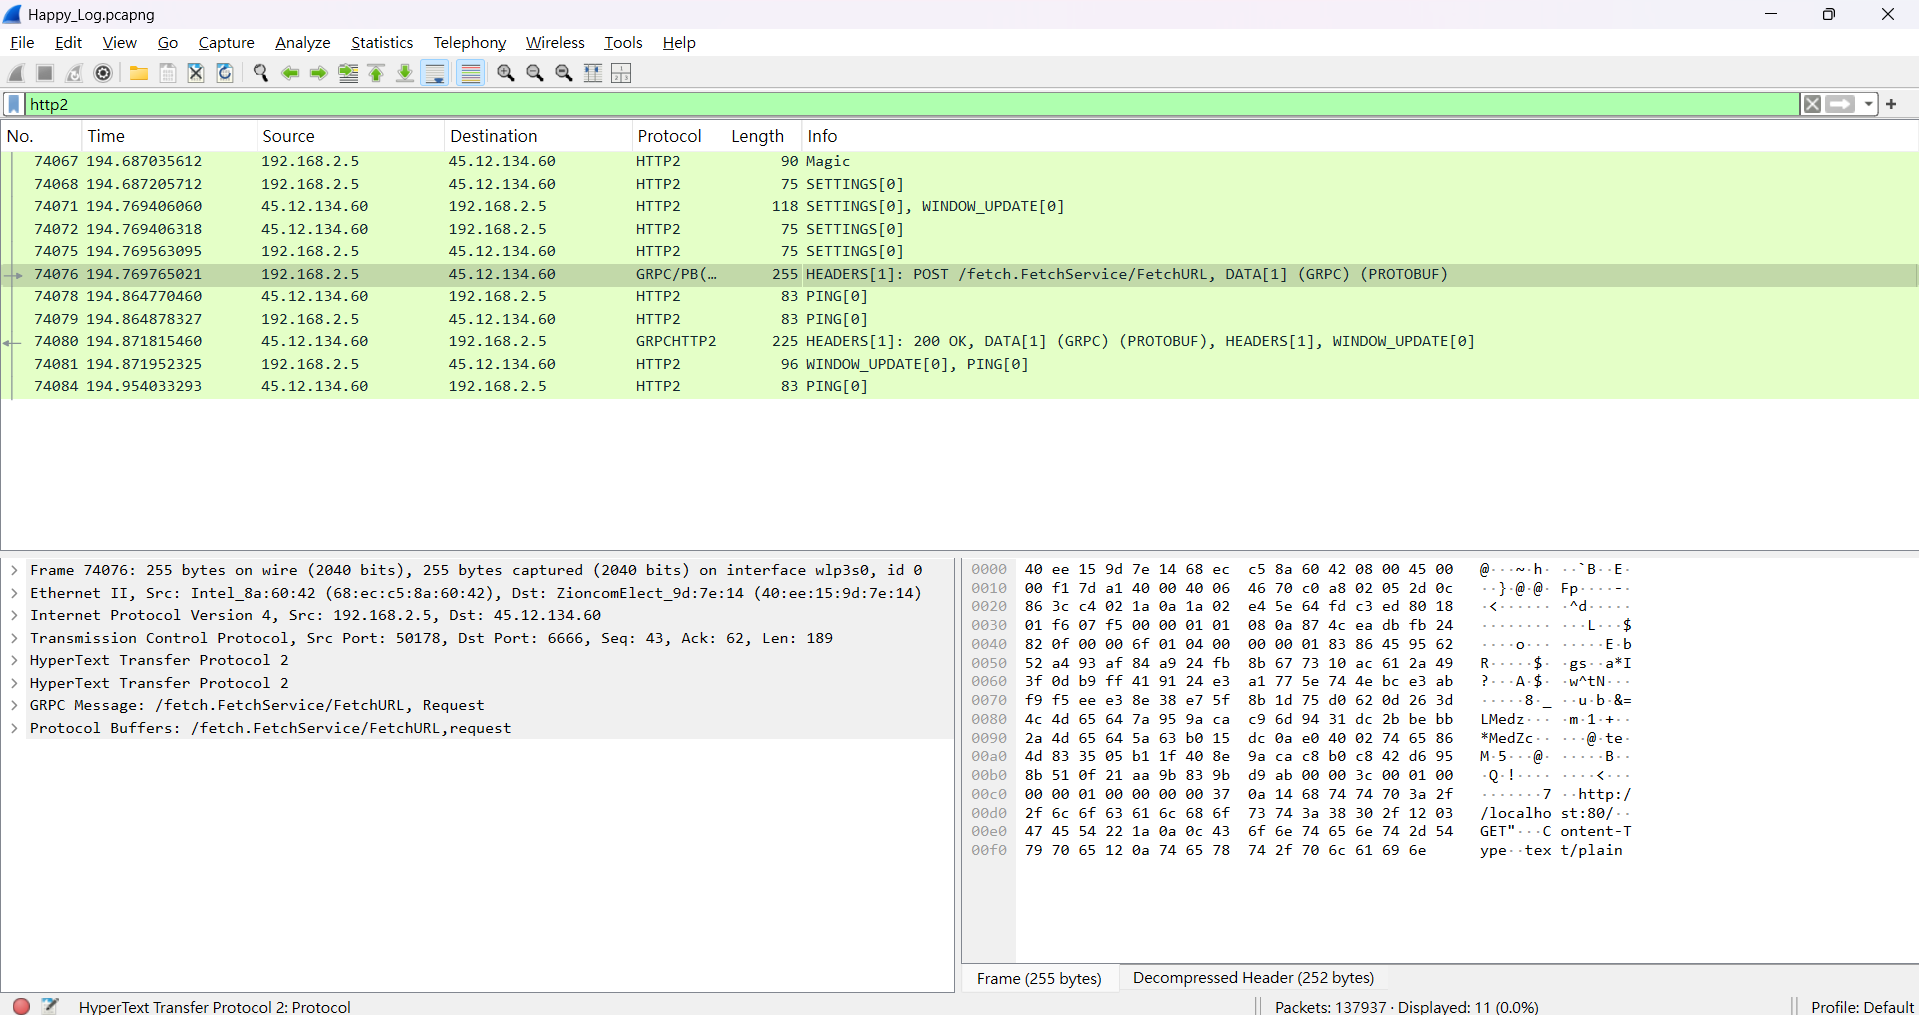 Happy_Log.pcapng
File Edit View Go Capture Analyze Statistics Telephony Wireless Tools Help
http2
No. Time Source Destination Protocol Length Info
74067 194.687035612 192.168.2.5 45.12.134.60 HTTP2 90 Magic
74068 194.687205712 192.168.2.5 45.12.134.60 HTTP2 75 SETTINGS[0]
74071 194.769406060 45.12.134.60 192.168.2.5 HTTP2 118 SETTINGS[0], WINDOW_UPDATE[0]
74072 194.769406318 45.12.134.60 192.168.2.5 HTTP2 75 SETTINGS[0]
74075 194.769563095 192.168.2.5 45.12.134.60 HTTP2 75 SETTINGS[0]
74076 194.769765021 192.168.2.5 45.12.134.60 GRPC/PB(… 255 HEADERS[1]: POST /fetch.FetchService/FetchURL, DATA[1] (GRPC) (PROTOBUF)
74078 194.864770460 45.12.134.60 192.168.2.5 HTTP2 83 PING[0]
74079 194.864878327 192.168.2.5 45.12.134.60 HTTP2 83 PING[0]
74080 194.871815460 45.12.134.60 192.168.2.5 GRPCHTTP2 225 HEADERS[1]: 200 OK, DATA[1] (GRPC) (PROTOBUF), HEADERS[1], WINDOW_UPDATE[0]
74081 194.871952325 192.168.2.5 45.12.134.60 HTTP2 96 WINDOW_UPDATE[0], PING[0]
74084 194.954033293 45.12.134.60 192.168.2.5 HTTP2 83 PING[0]
Frame 74076: 255 bytes on wire (2040 bits), 255 bytes captured (2040 bits) on interface wlp3s0, id 0
Ethernet II, Src: Intel_8a:60:42 (68:ec:c5:8a:60:42), Dst: ZioncomElect_9d:7e:14 (40:ee:15:9d:7e:14)
Internet Protocol Version 4, Src: 192.168.2.5, Dst: 45.12.134.60
Transmission Control Protocol, Src Port: 50178, Dst Port: 6666, Seq: 43, Ack: 62, Len: 189
HyperText Transfer Protocol 2
HyperText Transfer Protocol 2
GRPC Message: /fetch.FetchService/FetchURL, Request
Protocol Buffers: /fetch.FetchService/FetchURL,request
0000 40 ee 15 9d 7e 14 68 ec c5 8a 60 42 08 00 45 00 @···~·h· ··`B··E·
0010 00 f1 7d a1 40 00 40 06 46 70 c0 a8 02 05 2d 0c ··}·@·@· Fp····-·
0020 86 3c c4 02 1a 0a 1a 02 e4 5e 64 fd c3 ed 80 18 ·<······ ·^d·····
0030 01 f6 07 f5 00 00 01 01 08 0a 87 4c ea db fb 24 ········ ···L···$
0040 82 0f 00 00 6f 01 04 00 00 00 01 83 86 45 95 62 ····o··· ·····E·b
0050 52 a4 93 af 84 a9 24 fb 8b 67 73 10 ac 61 2a 49 R·····$· ·gs··a*I
0060 3f 0d b9 ff 41 91 24 e3 a1 77 5e 74 4e bc e3 ab ?···A·$· ·w^tN···
0070 f9 f5 ee e3 8e 38 e7 5f 8b 1d 75 d0 62 0d 26 3d ·····8·_ ··u·b·&=
0080 4c 4d 65 64 7a 95 9a ca c9 6d 94 31 dc 2b be bb LMedz··· ·m·1·+··
0090 2a 4d 65 64 5a 63 b0 15 dc 0a e0 40 02 74 65 86 *MedZc·· ···@·te·
00a0 4d 83 35 05 b1 1f 40 8e 9a ca c8 b0 c8 42 d6 95 M·5···@· ·····B··
00b0 8b 51 0f 21 aa 9b 83 9b d9 ab 00 00 3c 00 01 00 ·Q·!···· ····<···
00c0 00 00 01 00 00 00 00 37 0a 14 68 74 74 70 3a 2f ·······7 ··http:/
00d0 2f 6c 6f 63 61 6c 68 6f 73 74 3a 38 30 2f 12 03 /localho st:80/··
00e0 47 45 54 22 1a 0a 0c 43 6f 6e 74 65 6e 74 2d 54 GET"···C ontent-T
00f0 79 70 65 12 0a 74 65 78 74 2f 70 6c 61 69 6e ype··tex t/plain
Frame (255 bytes) Decompressed Header (252 bytes)
HyperText Transfer Protocol 2: Protocol Packets: 137937 · Displayed: 11 (0.0%) Profile: Default